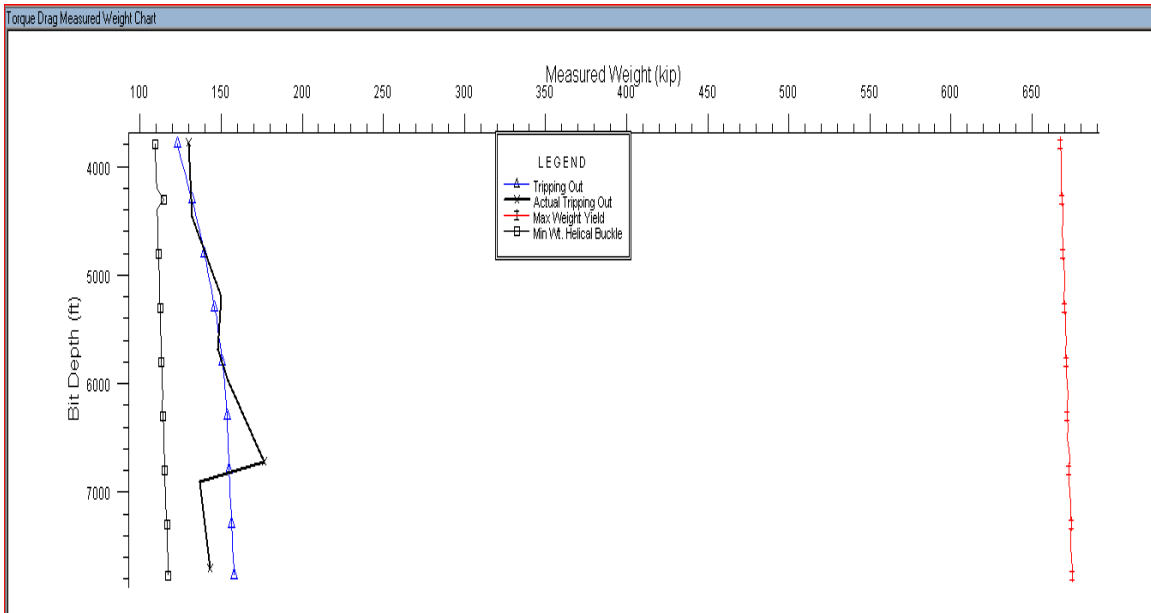 Torque Drag Measured Weight Chart
Measured Weight (kip)
100 150 200 250 300 350 400 450 500 550 600 650
LEGEND
Tripping Out
Actual Tripping Out
Max Weight Yield
Min Wt. Helical Buckle
Bit Depth (ft)
4000
5000
6000
7000